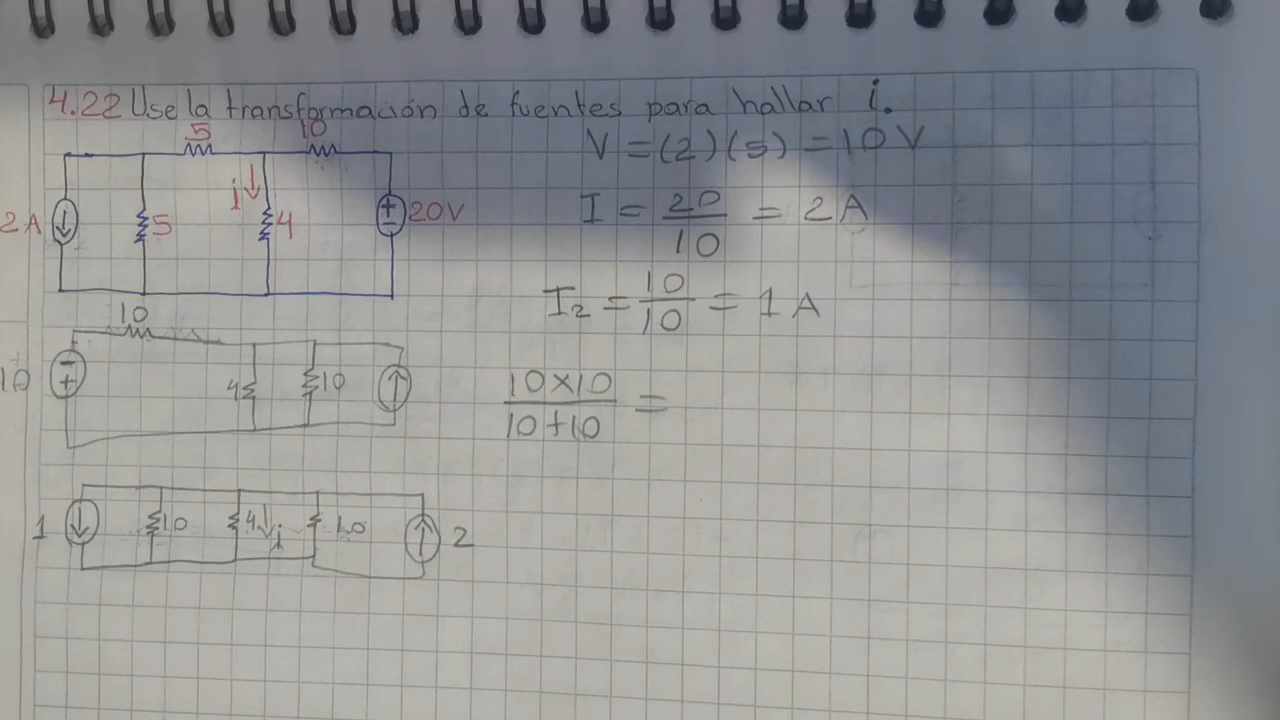 4.22 Use la transformación de fuentes para hallar i.
5 10
V = (2)(5) = 10 V
2 A 5 i 4 + - 20V
I = 20/10 = 2 A
I₂ = 10/10 = 1 A
10
10 - + 4 10
10×10/10+10 =
1 10 4 i 10 2